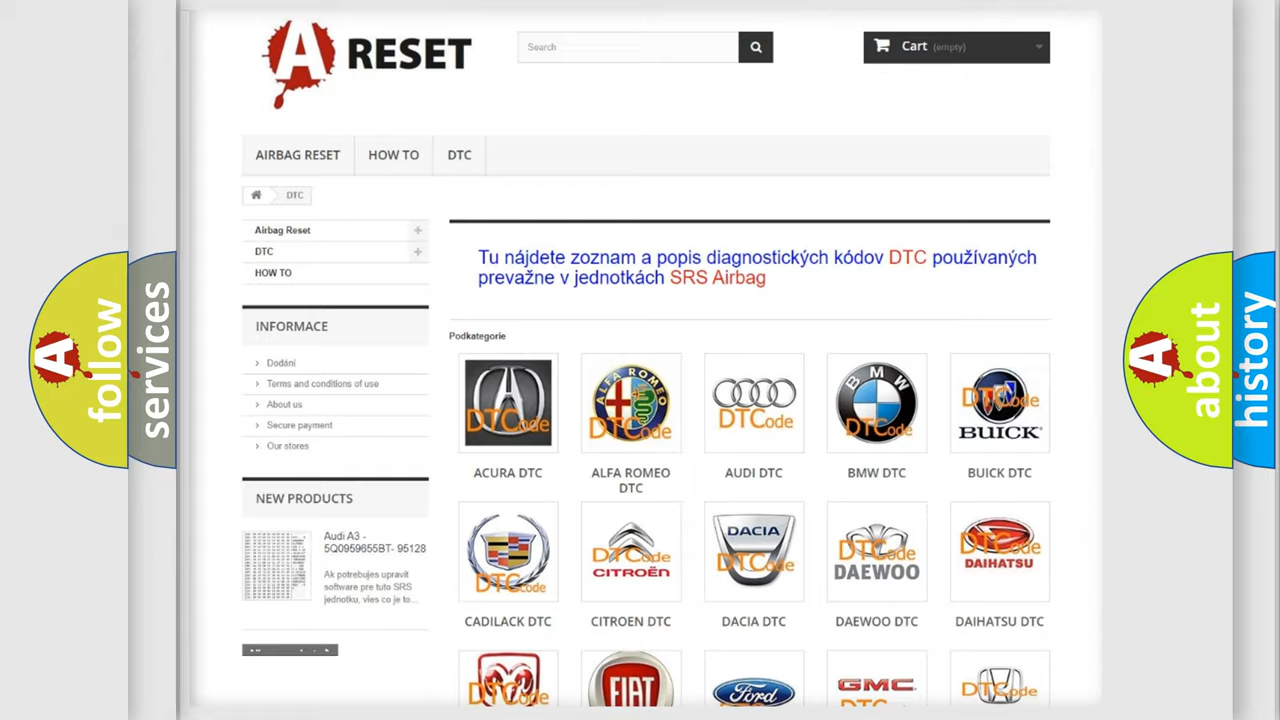 A RESET
Search
Cart (empty)
AIRBAG RESET
HOW TO
DTC
DTC
Airbag Reset
DTC
HOW TO
INFORMACE
Dodání
Terms and conditions of use
About us
Secure payment
Our stores
NEW PRODUCTS
Audi A3 -
5Q0959655BT- 95128
Ak potrebujes upravit
software pre tuto SRS
jednotku, vies co je to...
Tu nájdete zoznam a popis diagnostických kódov DTC používaných
prevažne v jednotkách SRS Airbag
Podkategorie
DTCode
ALFA ROMEO
DTCode
DTCode
BMW
DTCode
DTCode
BUICK
ACURA DTC
ALFA ROMEO
DTC
AUDI DTC
BMW DTC
BUICK DTC
DTCode
DTCode
CITROËN
DACIA
DTCode
DTCode
DAEWOO
DTCode
DAIHATSU
CADILACK DTC
CITROEN DTC
DACIA DTC
DAEWOO DTC
DAIHATSU DTC
DTCode
FIAT
Ford
GMC
DTCode
A
follow
services
A
about
history